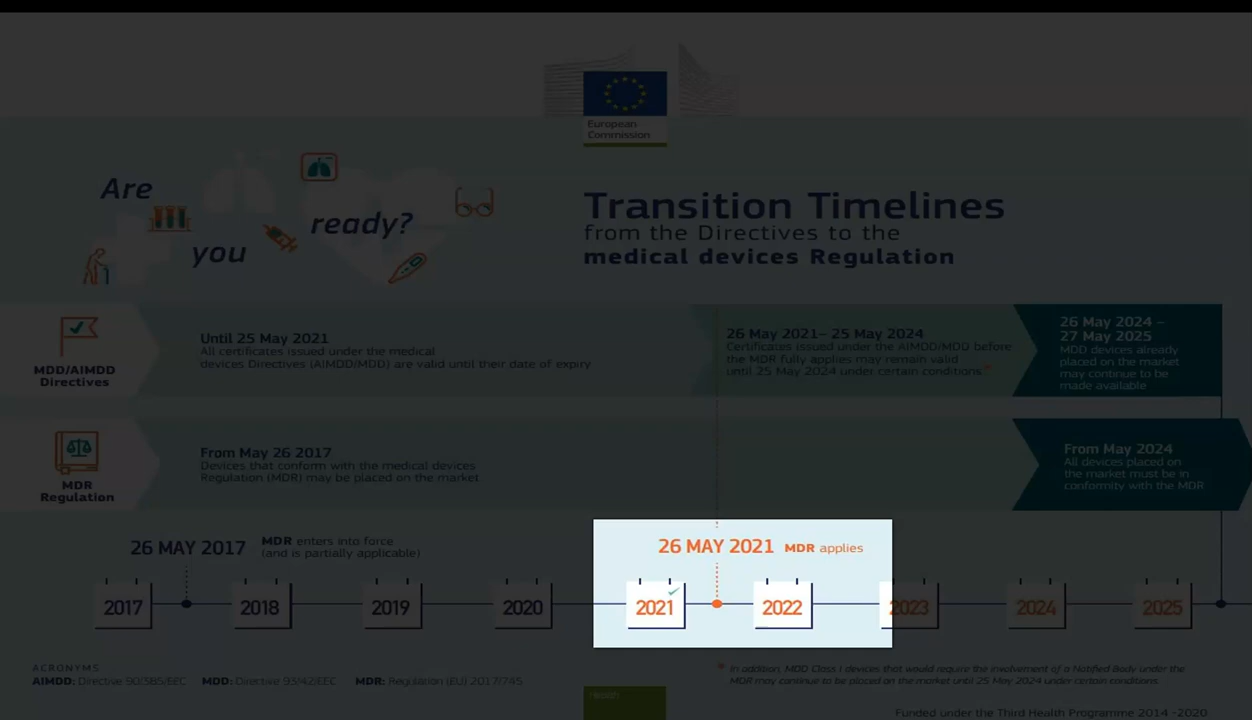 European
Commission
Are
you
ready?
Transition Timelines
from the Directives to the
medical devices Regulation
MDD/AIMDD
Directives
Until 25 May 2021
All certificates issued under the medical
devices Directives (AIMDD/MDD) are valid until their date of expiry
26 May 2021– 25 May 2024
Certificates issued under the AIMDD/MDD before
the MDR fully applies may remain valid
until 25 May 2024 under certain conditions.*
26 May 2024 –
27 May 2025
MDD devices already
placed on the market
may continue to be
made available
MDR
Regulation
From May 26 2017
Devices that conform with the medical devices
Regulation (MDR) may be placed on the market
From May 2024
All devices placed on
the market must be in
conformity with the MDR
26 MAY 2017 MDR enters into force
(and is partially applicable)
26 MAY 2021 MDR applies
2017 2018 2019 2020 2021 2022 2023 2024 2025
ACRONYMS
AIMDD: Directive 90/385/EEC MDD: Directive 93/42/EEC MDR: Regulation (EU) 2017/745
* In addition, MDD Class I devices that would require the involvement of a Notified Body under the
MDR may continue to be placed on the market until 25 May 2024 under certain conditions.
Health
Funded under the Third Health Programme 2014 -2020